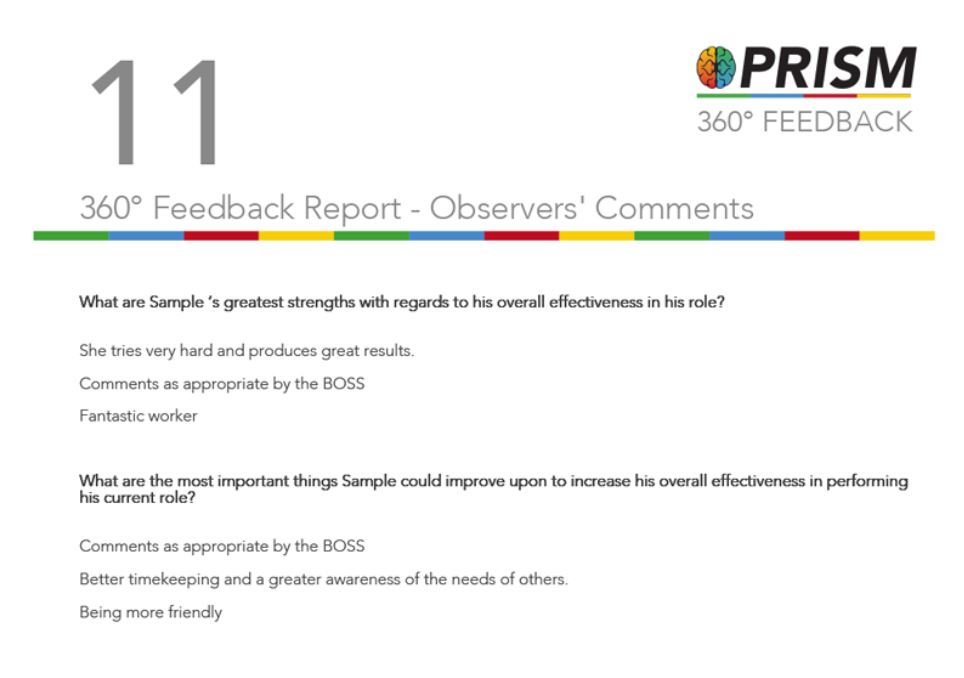 11
PRISM
360° FEEDBACK
360° Feedback Report - Observers' Comments
What are Sample ‘s greatest strengths with regards to his overall effectiveness in his role?
She tries very hard and produces great results.
Comments as appropriate by the BOSS
Fantastic worker
What are the most important things Sample could improve upon to increase his overall effectiveness in performing
his current role?
Comments as appropriate by the BOSS
Better timekeeping and a greater awareness of the needs of others.
Being more friendly